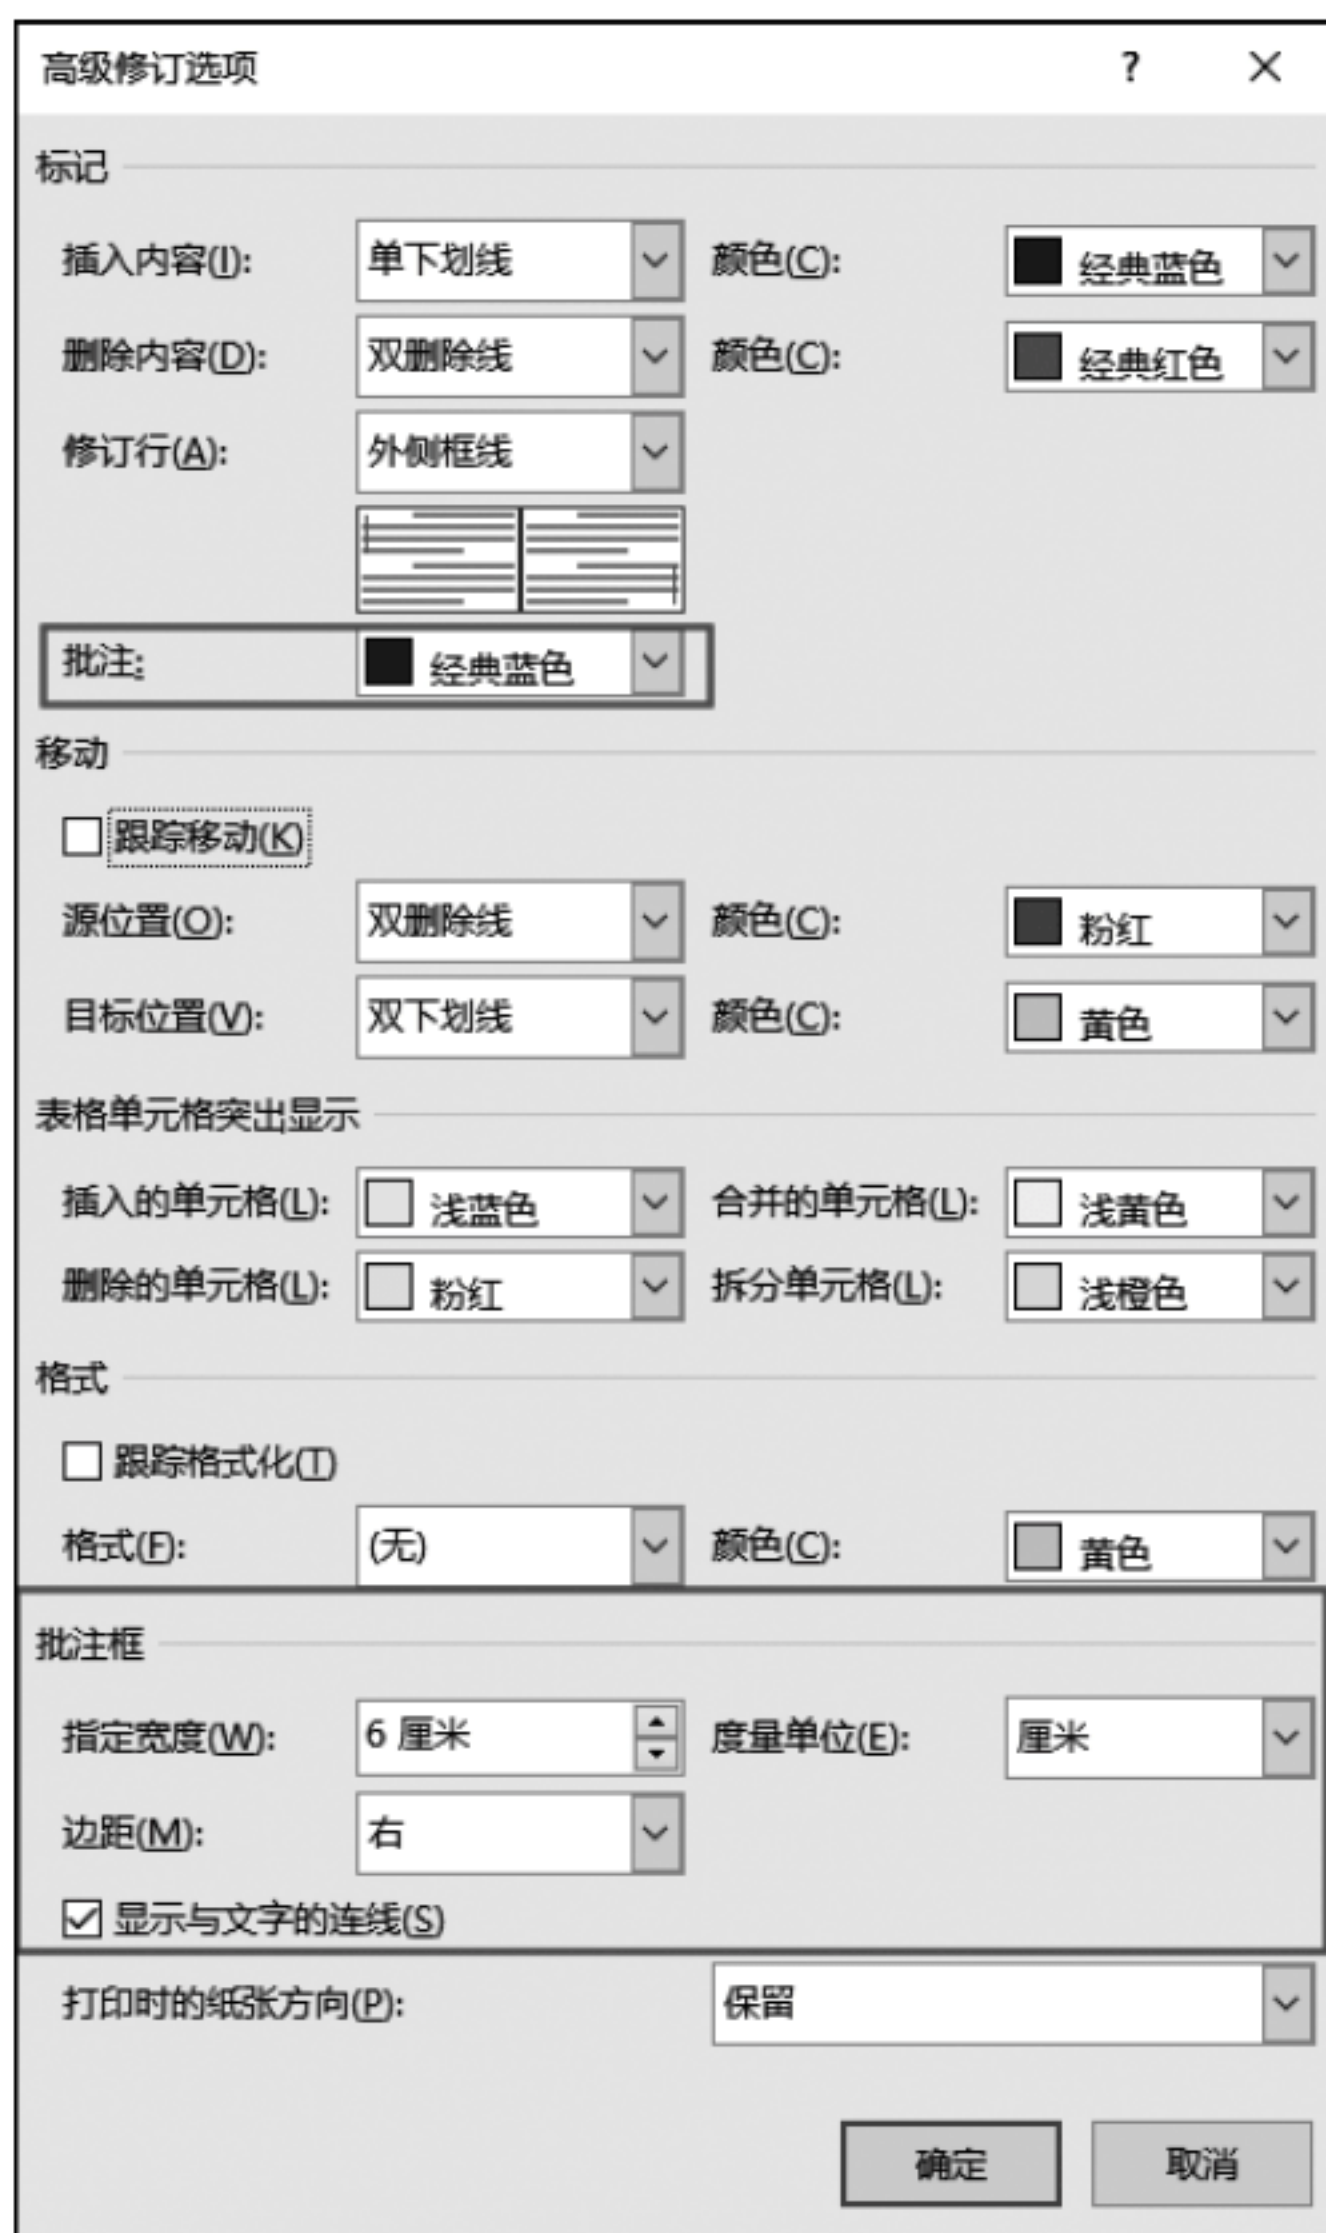 高级修订选项 ? ×
标记
插入内容(I): 单下划线 颜色(C): 经典蓝色
删除内容(D): 双删除线 颜色(C): 经典红色
修订行(A): 外侧框线
批注: 经典蓝色
移动
跟踪移动(K)
源位置(O): 双删除线 颜色(C): 粉红
目标位置(V): 双下划线 颜色(C): 黄色
表格单元格突出显示
插入的单元格(L): 浅蓝色 合并的单元格(L): 浅黄色
删除的单元格(L): 粉红 拆分单元格(L): 浅橙色
格式
跟踪格式化(T)
格式(F): (无) 颜色(C): 黄色
批注框
指定宽度(W): 6 厘米 度量单位(E): 厘米
边距(M): 右
显示与文字的连线(S)
打印时的纸张方向(P): 保留
确定 取消